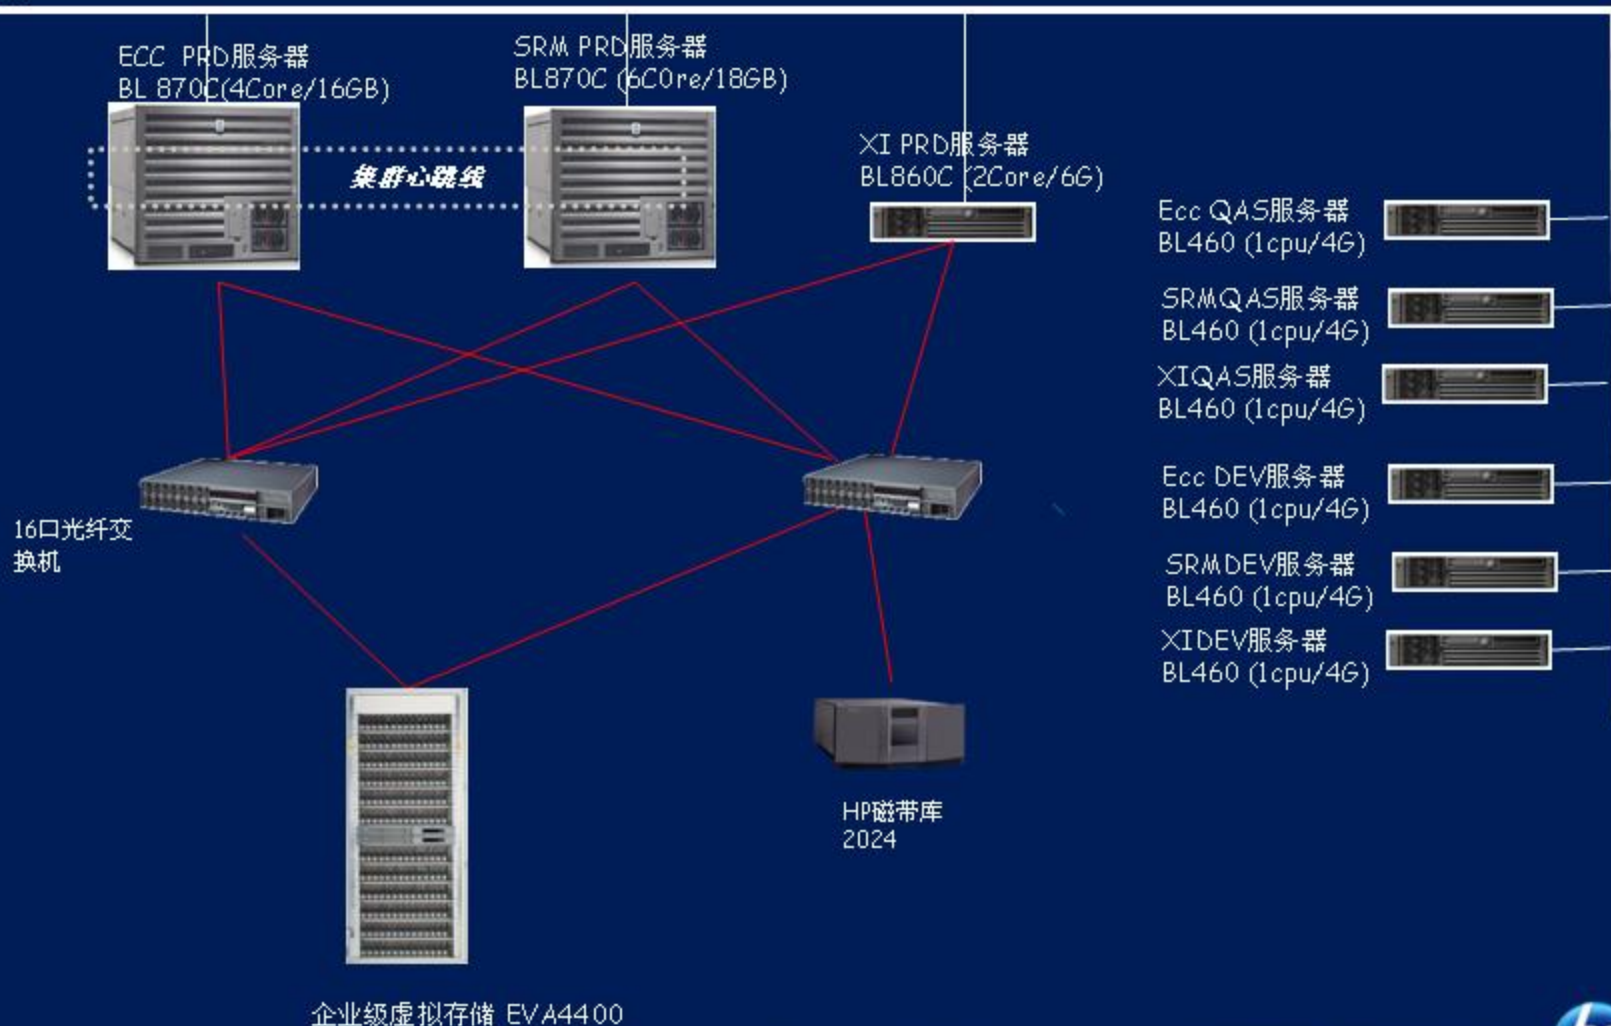 ECC PRD服务器
BL 870C(4Core/16GB)
SRM PRD服务器
BL870C (6C0re/18GB)
集群心跳线
XI PRD服务器
BL860C (2Core/6G)
Ecc QAS服务器
BL460 (1cpu/4G)
SRMQAS服务器
BL460 (1cpu/4G)
XIQAS服务器
BL460 (1cpu/4G)
Ecc DEV服务器
BL460 (1cpu/4G)
SRMDEV服务器
BL460 (1cpu/4G)
XIDEV服务器
BL460 (1cpu/4G)
16口光纤交
换机
HP磁带库
2024
企业级虚拟存储 EVA4400